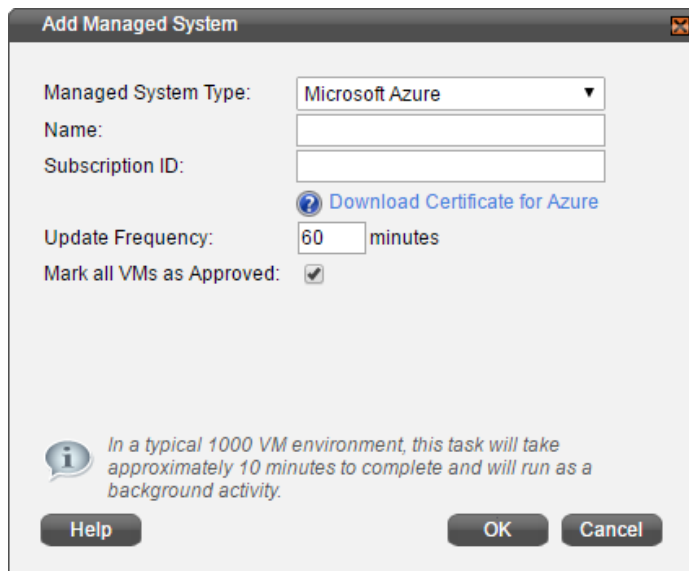 Add Managed System
Managed System Type: Microsoft Azure
Name:
Subscription ID:
Download Certificate for Azure
Update Frequency: 60 minutes
Mark all VMs as Approved:
In a typical 1000 VM environment, this task will take
approximately 10 minutes to complete and will run as a
background activity.
Help OK Cancel